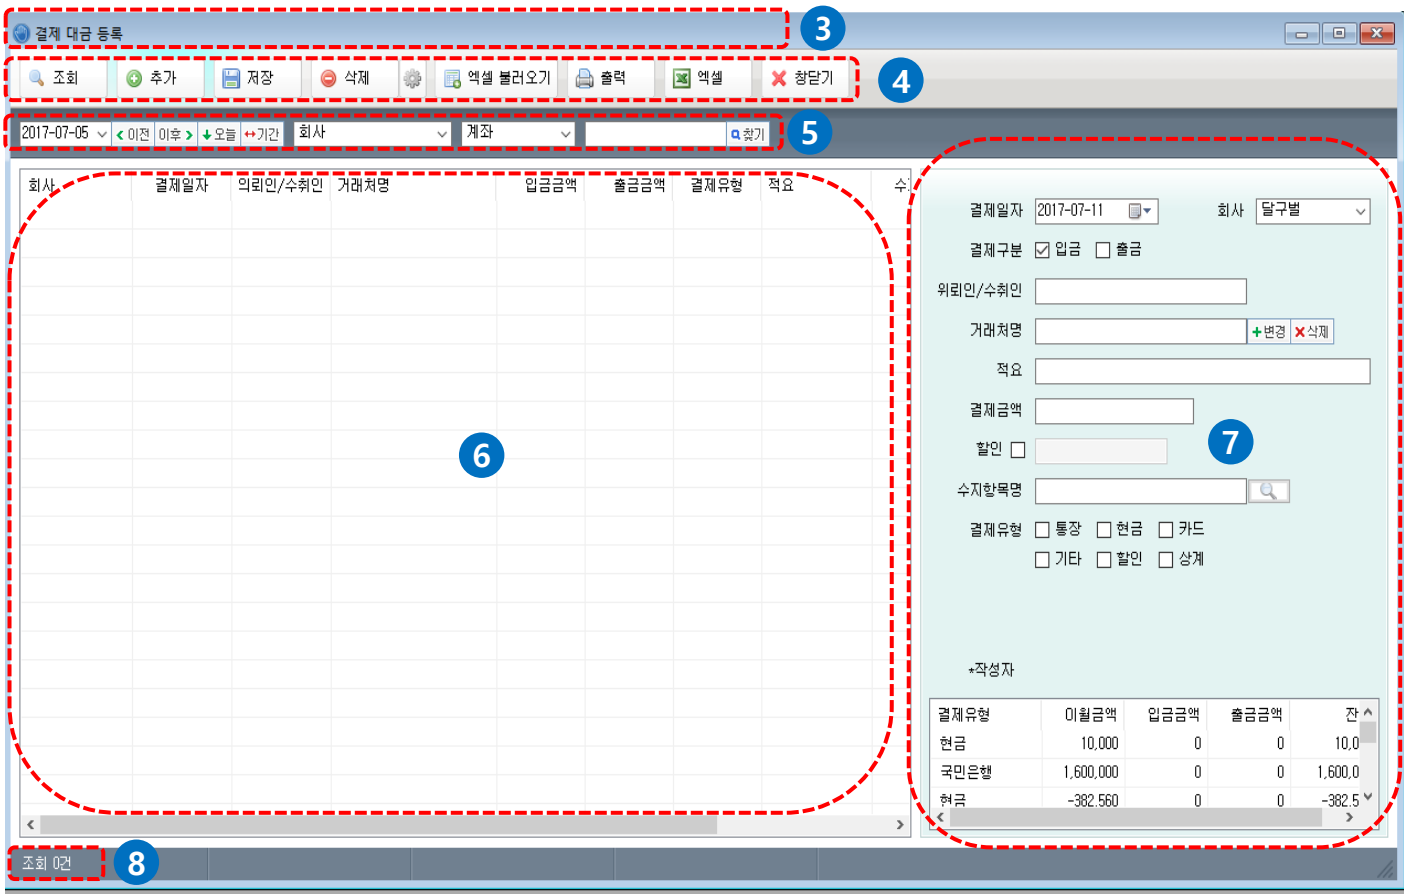 결제 대금 등록
3
조회 추가 저장 삭제 엑셀 불러오기 출력 엑셀 창닫기
4
2017-07-05 이전 이후 오늘 기간 회사 계좌 찾기
5
회사 결제일자 의뢰인/수취인 거래처명 입금금액 출금금액 결제유형 적요
6
결제일자 2017-07-11 회사 달구벌
결제구분 입금 출금
위뢰인/수취인
거래처명 변경 삭제
적요
결제금액
7
할인
수지항목명
결제유형 통장 현금 카드
기타 할인 상계
*작성자
결제유형 이월금액 입금금액 출금금액 잔
현금 10,000 0 0 10,0
국민은행 1,600,000 0 0 1,600,0
현금 -382,560 0 0 -382,5
조회 0건
8